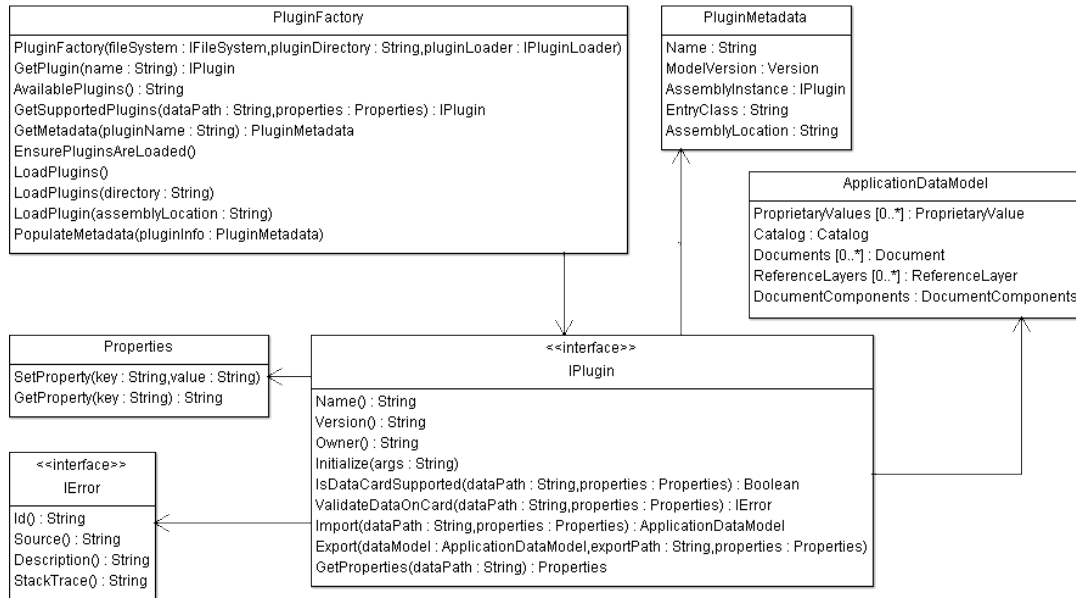 PluginFactory
PluginFactory(fileSystem : IFileSystem,pluginDirectory : String,pluginLoader : IPluginLoader)
GetPlugin(name : String) : IPlugin
AvailablePlugins() : String
GetSupportedPlugins(dataPath : String,properties : Properties) : IPlugin
GetMetadata(pluginName : String) : PluginMetadata
EnsurePluginsAreLoaded()
LoadPlugins()
LoadPlugins(directory : String)
LoadPlugin(assemblyLocation : String)
PopulateMetadata(pluginInfo : PluginMetadata)
PluginMetadata
Name : String
ModelVersion : Version
AssemblyInstance : IPlugin
EntryClass : String
AssemblyLocation : String
ApplicationDataModel
ProprietaryValues [0..*] : ProprietaryValue
Catalog : Catalog
Documents [0..*] : Document
ReferenceLayers [0..*] : ReferenceLayer
DocumentComponents : DocumentComponents
Properties
SetProperty(key : String,value : String)
GetProperty(key : String) : String
<<interface>>
IPlugin
Name() : String
Version() : String
Owner() : String
Initialize(args : String)
IsDataCardSupported(dataPath : String,properties : Properties) : Boolean
ValidateDataOnCard(dataPath : String,properties : Properties) : IError
Import(dataPath : String,properties : Properties) : ApplicationDataModel
Export(dataModel : ApplicationDataModel,exportPath : String,properties : Properties)
GetProperties(dataPath : String) : Properties
<<interface>>
IError
Id() : String
Source() : String
Description() : String
StackTrace() : String